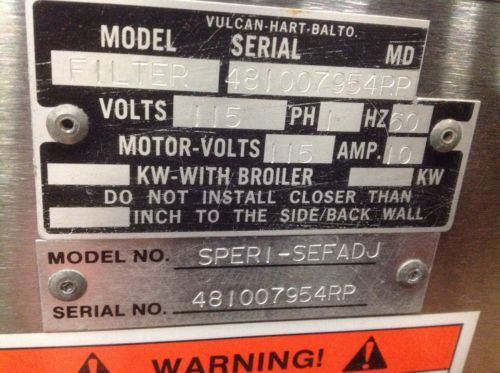 VULCAN-HART-BALTO.
MODEL SERIAL MD
FILTER 481007954RP
VOLTS 115 PH 1 HZ 60
MOTOR-VOLTS 115 AMP. 10
KW-WITH BROILER KW
DO NOT INSTALL CLOSER THAN
INCH TO THE SIDE/BACK WALL
MODEL NO. SPERI-SEFADJ
SERIAL NO. 481007954RP
WARNING!